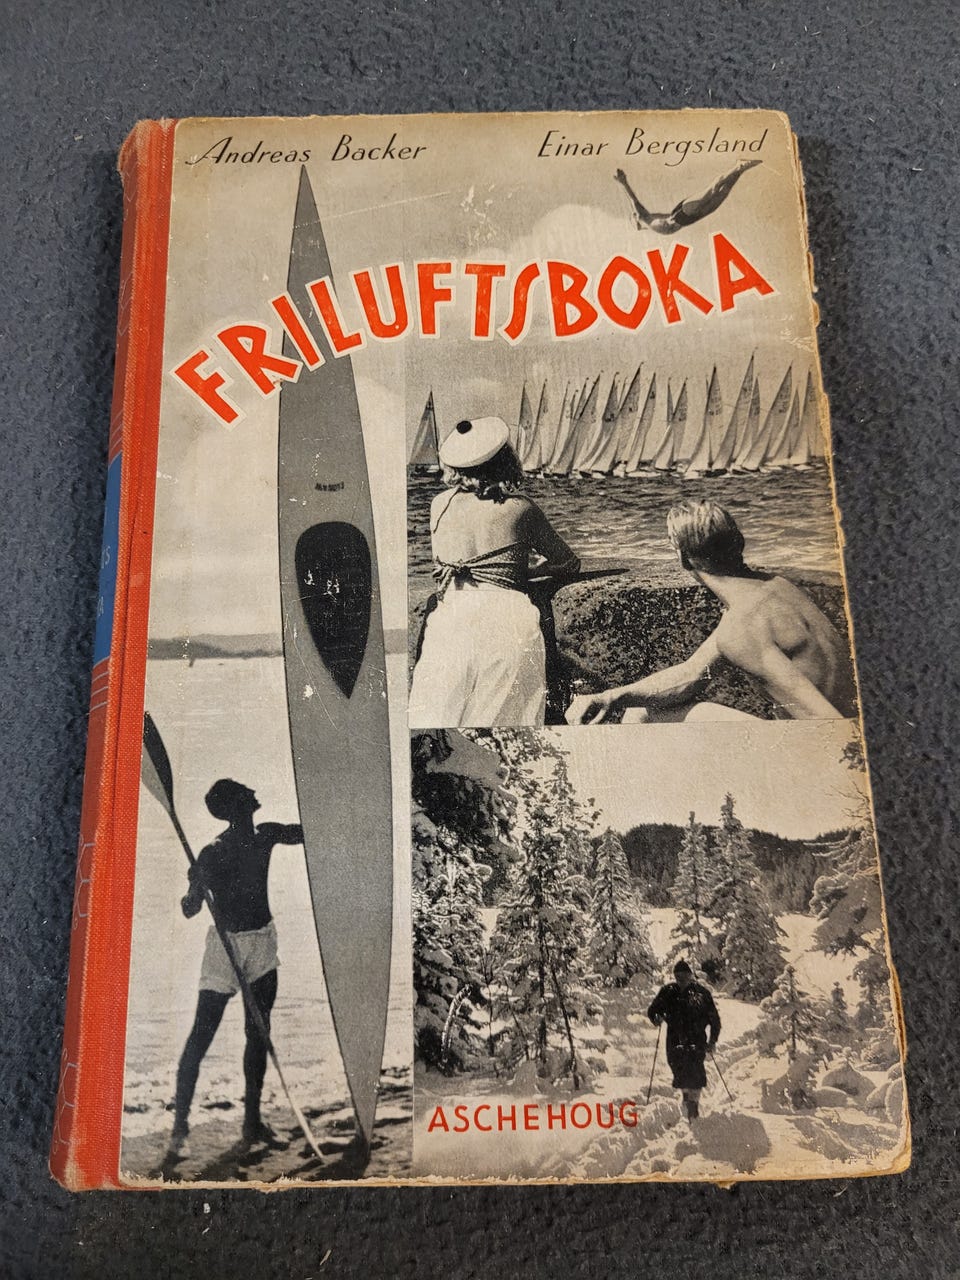 Andreas Backer
Einar Bergsland
FRILUFTSBOKA
ASCHEHOUG